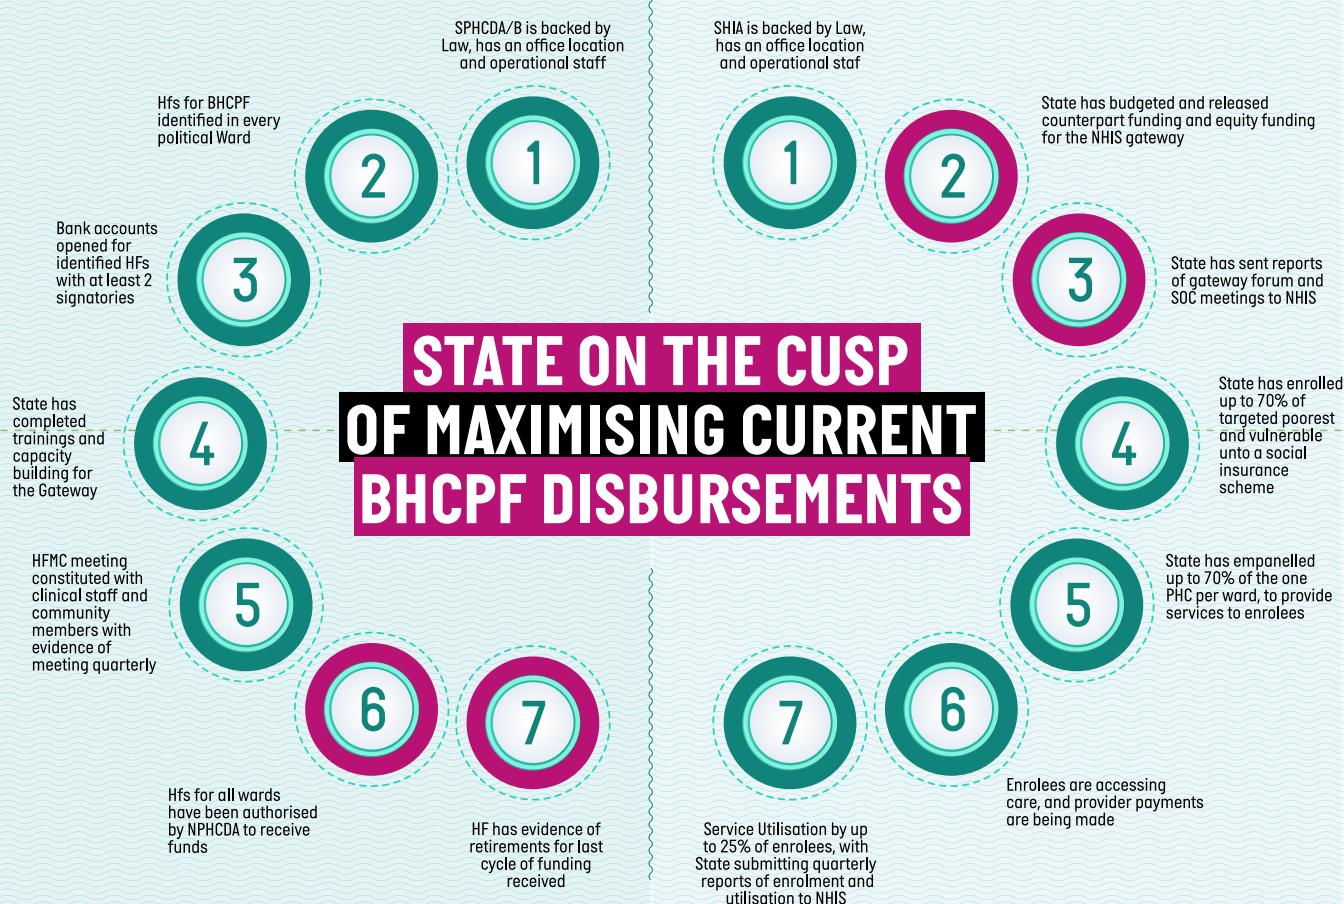 SPHCDA/B is backed by
Law, has an office location
and operational staff
1
Hfs for BHCPF
identified in every
political Ward
2
Bank accounts
opened for
identified HFs
with at least 2
signatories
3
State has
completed
trainings and
capacity
building for
the Gateway
4
HFMC meeting
constituted with
clinical staff and
community
members with
evidence of
meeting quarterly
5
6
Hfs for all wards
have been authorised
by NPHCDA to receive
funds
7
HF has evidence of
retirements for last
cycle of funding
received
STATE ON THE CUSP
OF MAXIMISING CURRENT
BHCPF DISBURSEMENTS
SHIA is backed by Law,
has an office location
and operational staf
1
State has budgeted and released
counterpart funding and equity funding
for the NHIS gateway
2
State has sent reports
of gateway forum and
SOC meetings to NHIS
3
State has enrolled
up to 70% of
targeted poorest
and vulnerable
unto a social
insurance
scheme
4
State has empanelled
up to 70% of the one
PHC per ward, to provide
services to enrolees
5
6
Enrolees are accessing
care, and provider payments
are being made
7
Service Utilisation by up
to 25% of enrolees, with
State submitting quarterly
reports of enrolment and
utilisation to NHIS